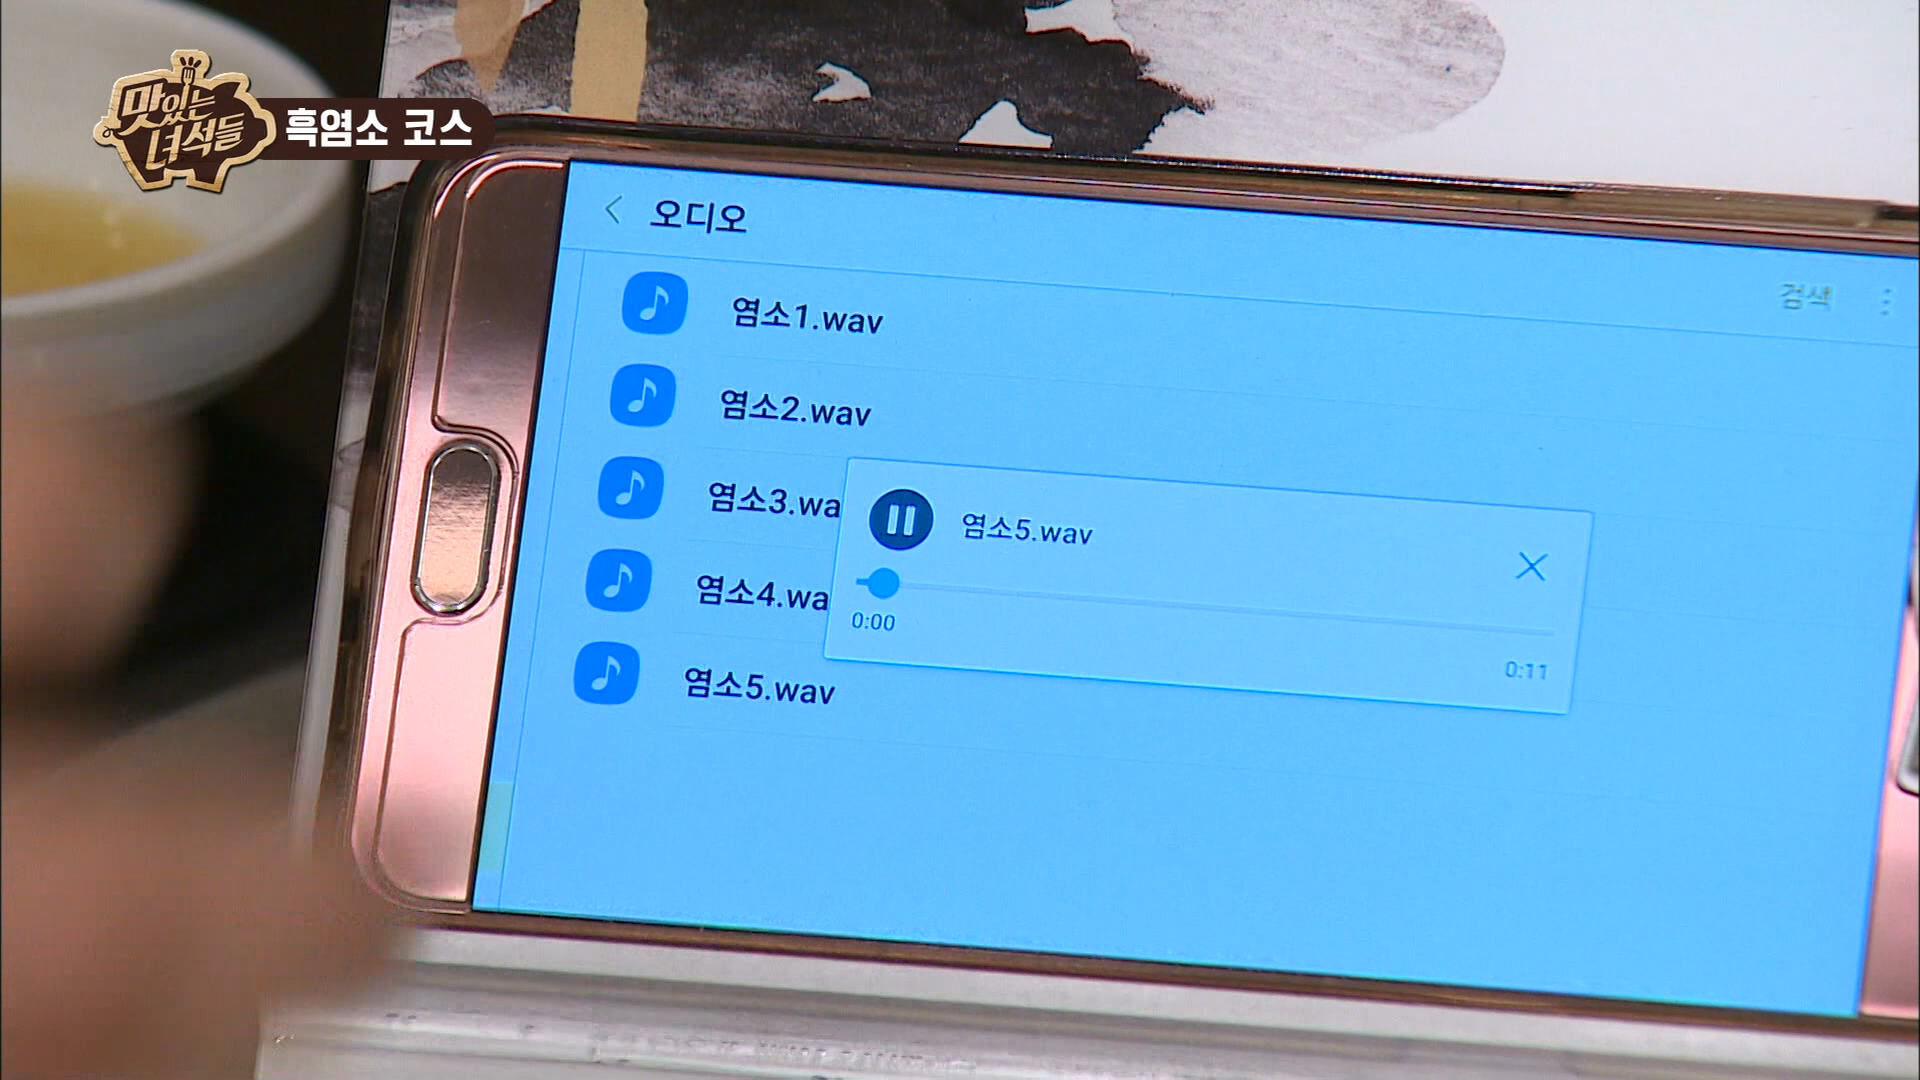 맛있는 녀석들
흑염소 코스
오디오
검색
염소1.wav
염소2.wav
염소3.wa
염소4.wa
염소5.wav
염소5.wav
0:00
0:11